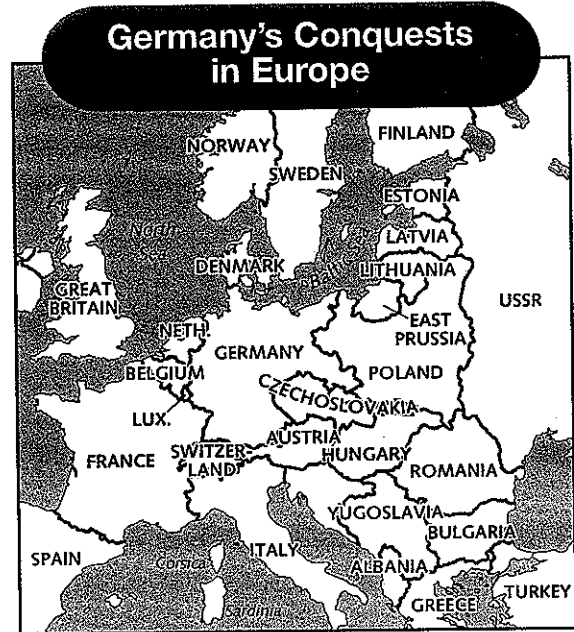 Germany's Conquests
in Europe
NORWAY
FINLAND
SWEDEN
ESTONIA
North
Sea
LATVIA
DENMARK
LITHUANIA
GREAT
BRITAIN
USSR
EAST
PRUSSIA
NETH.
GERMANY
BELGIUM
POLAND
CZECHOSLOVAKIA
LUX.
AUSTRIA
HUNGARY
SWITZER
LAND
FRANCE
ROMANIA
YUGOSLAVIA
BULGARIA
SPAIN
Corsica
ITALY
ALBANIA
TURKEY
GREECE
Sardinia